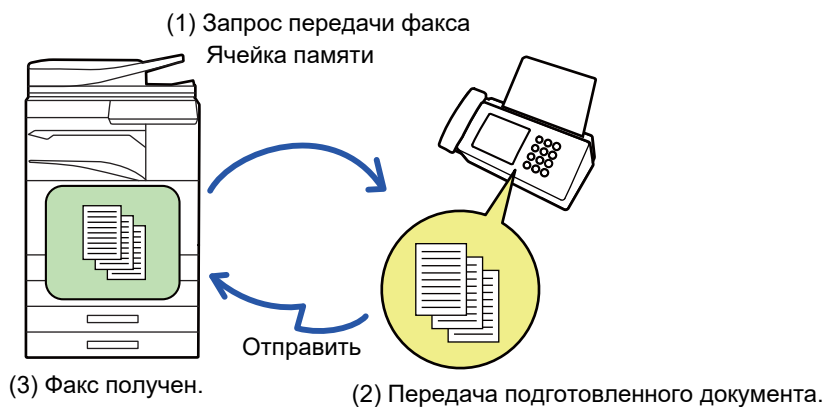 (1) Запрос передачи факса
Ячейка памяти
Отправить
(3) Факс получен.
(2) Передача подготовленного документа.